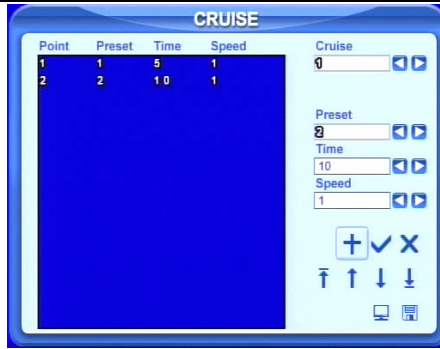 CRUISE
Point Preset Time Speed
1 1 5 1
2 2 10 1
Cruise
1
Preset
2
Time
10
Speed
1